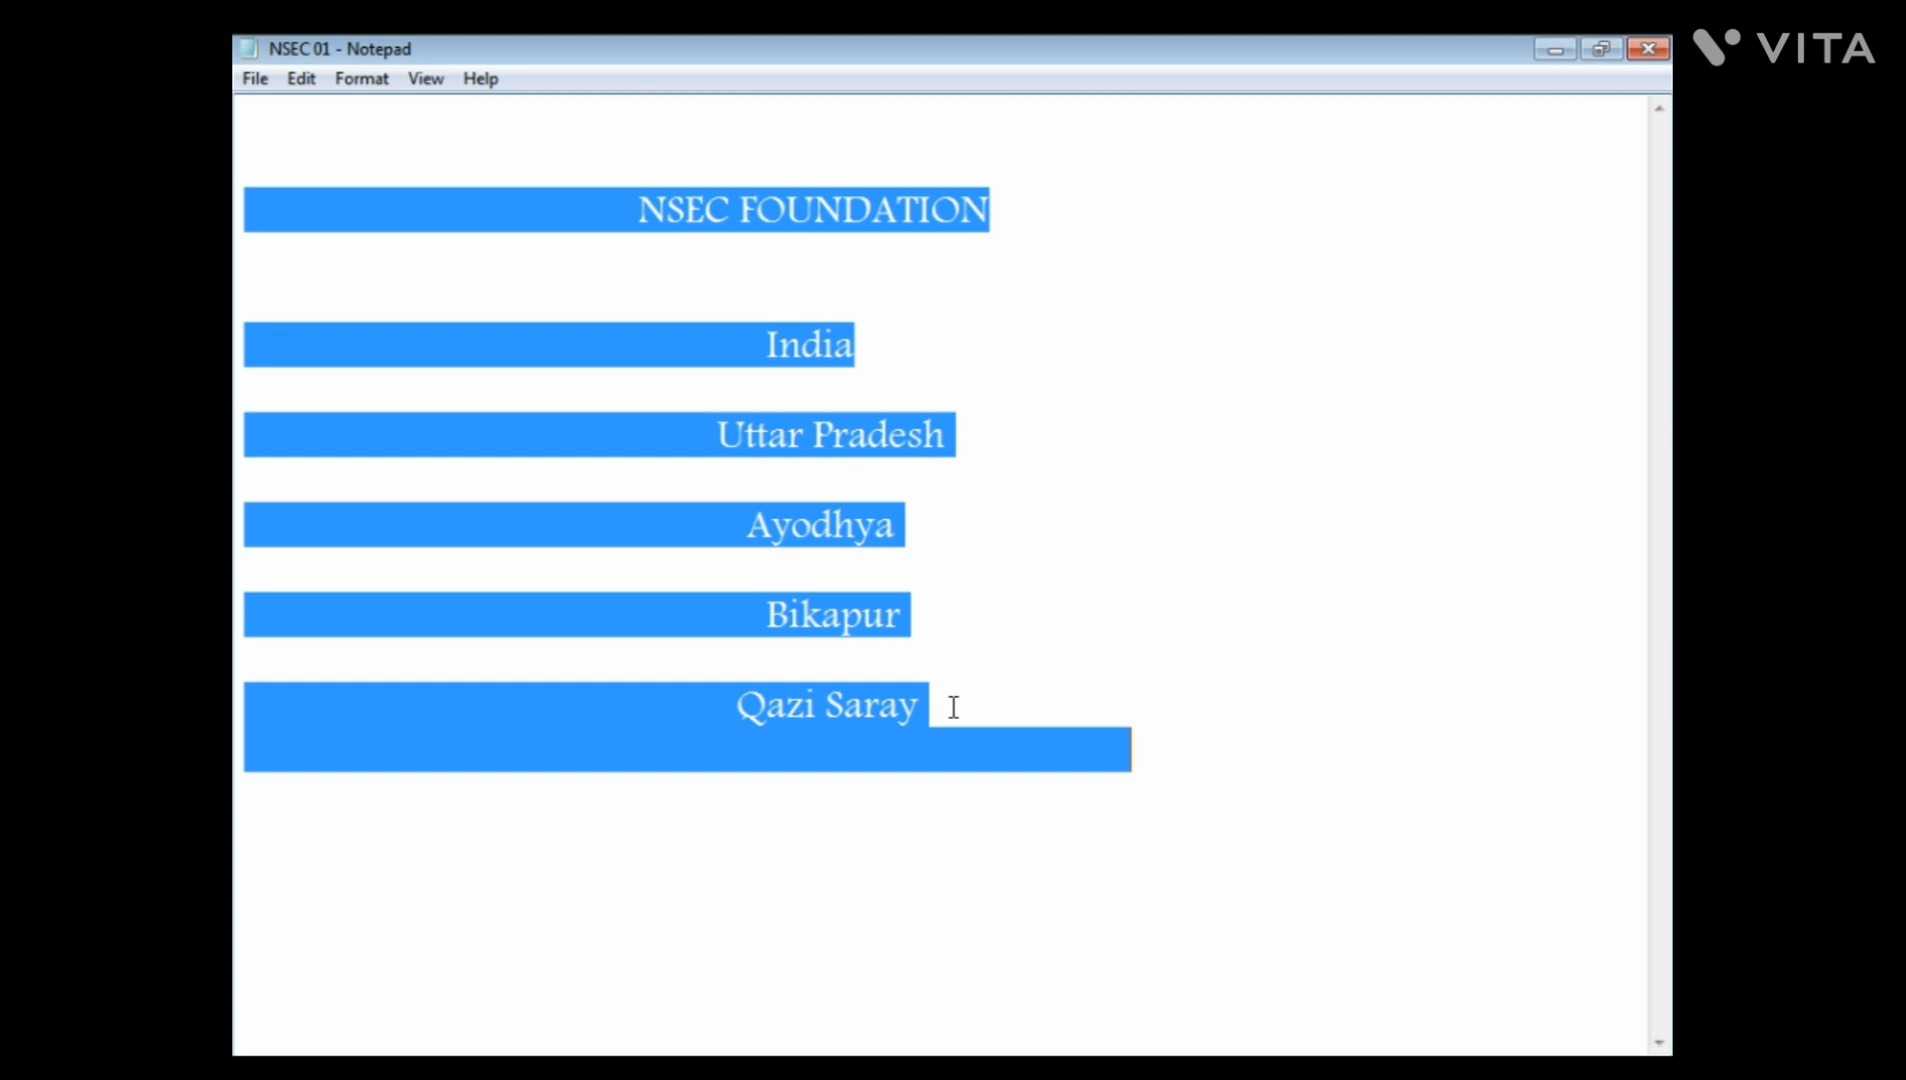 NSEC 01 - Notepad
VITA
File Edit Format View Help
NSEC FOUNDATION
India
Uttar Pradesh
Ayodhya
Bikapur
Qazi Saray